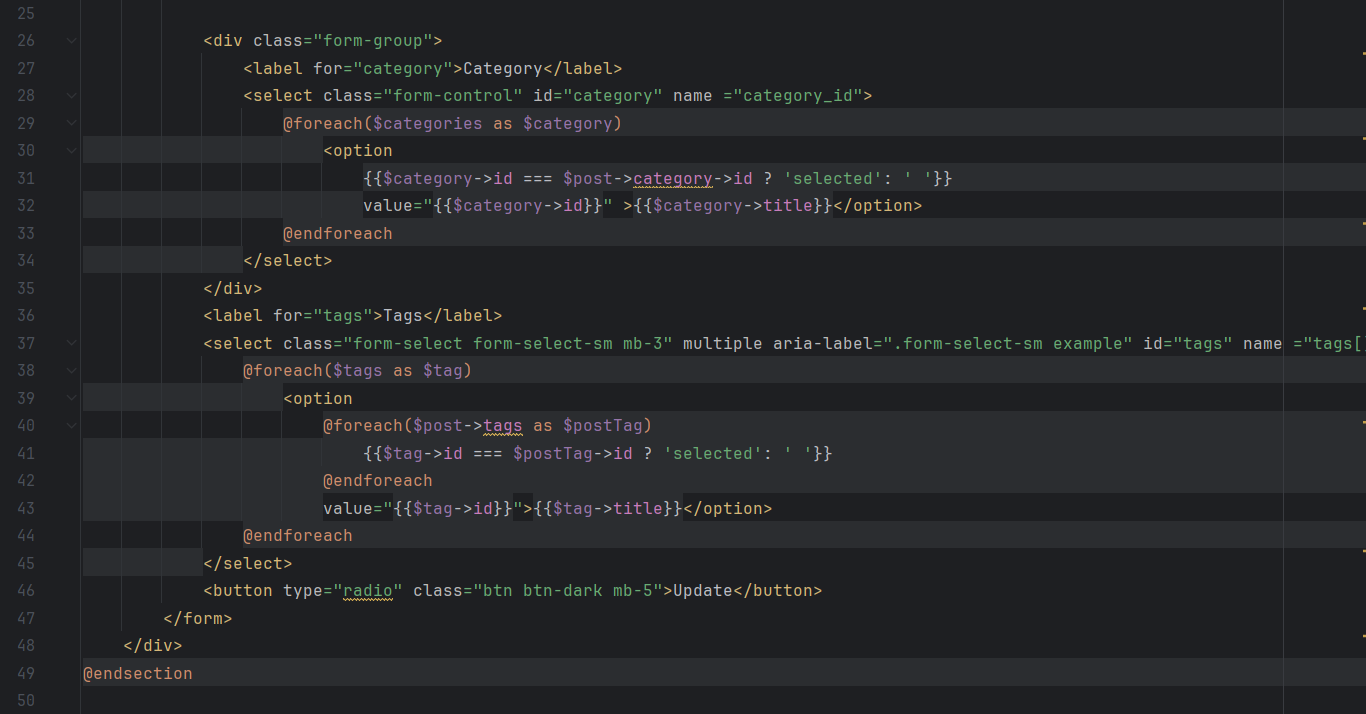 25
26 <div class="form-group">
27 <label for="category">Category</label>
28 <select class="form-control" id="category" name ="category_id">
29 @foreach($categories as $category)
30 <option
31 {{$category->id === $post->category->id ? 'selected': ' '}}
32 value="{{$category->id}}" >{{$category->title}}</option>
33 @endforeach
34 </select>
35 </div>
36 <label for="tags">Tags</label>
37 <select class="form-select form-select-sm mb-3" multiple aria-label=".form-select-sm example" id="tags" name ="tags[]
38 @foreach($tags as $tag)
39 <option
40 @foreach($post->tags as $postTag)
41 {{$tag->id === $postTag->id ? 'selected': ' '}}
42 @endforeach
43 value="{{$tag->id}}">{{$tag->title}}</option>
44 @endforeach
45 </select>
46 <button type="radio" class="btn btn-dark mb-5">Update</button>
47 </form>
48 </div>
49 @endsection
50